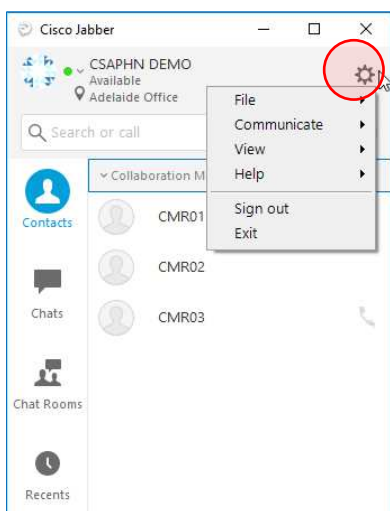 Cisco Jabber
CSAPHN DEMO
Available
Adelaide Office
Search or call
File
Communicate
View
Help
Sign out
Exit
Collaboration M
Contacts
CMR01
CMR02
CMR03
Chats
Chat Rooms
Recents